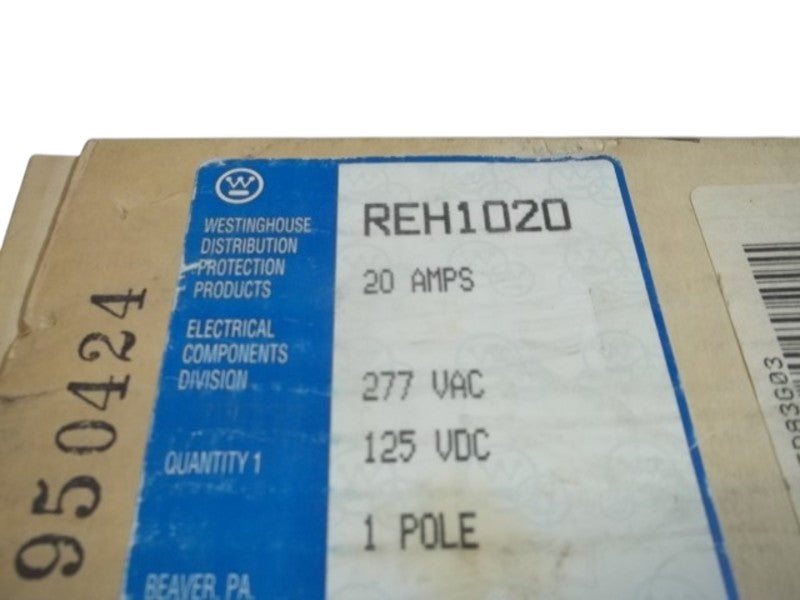 WESTINGHOUSE
DISTRIBUTION
PROTECTION
PRODUCTS
ELECTRICAL
COMPONENTS
DIVISION
QUANTITY 1
BEAVER, PA.
REH1020
20 AMPS
277 VAC
125 VDC
1 POLE
950424